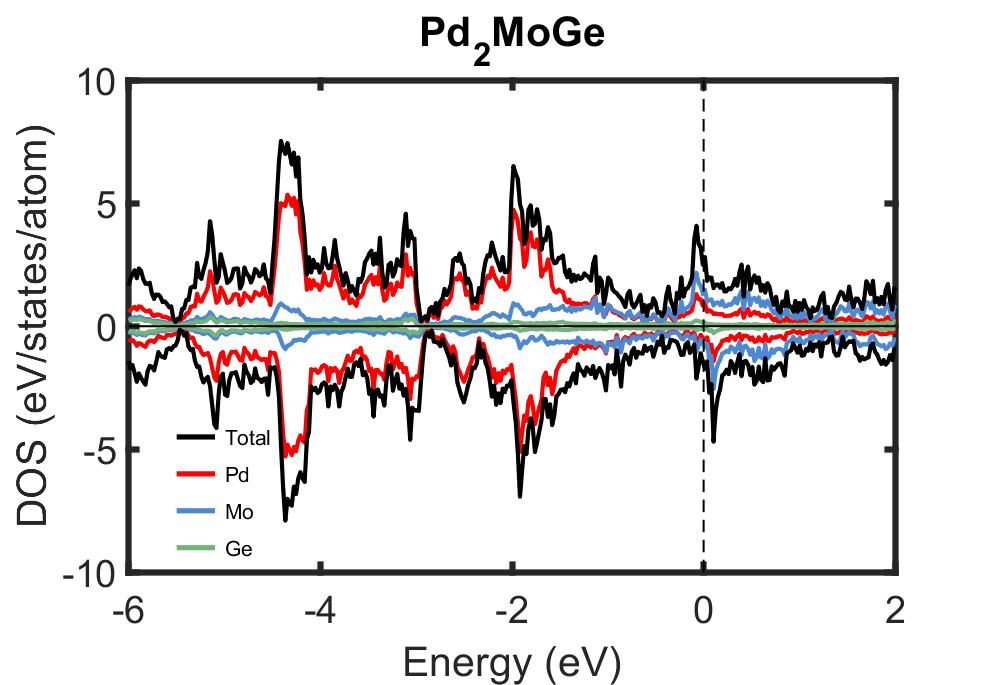 Pd₂MoGe
10
5
0
-5
-10
DOS (eV/states/atom)
Total
Pd
Mo
Ge
-6 -4 -2 0 2
Energy (eV)